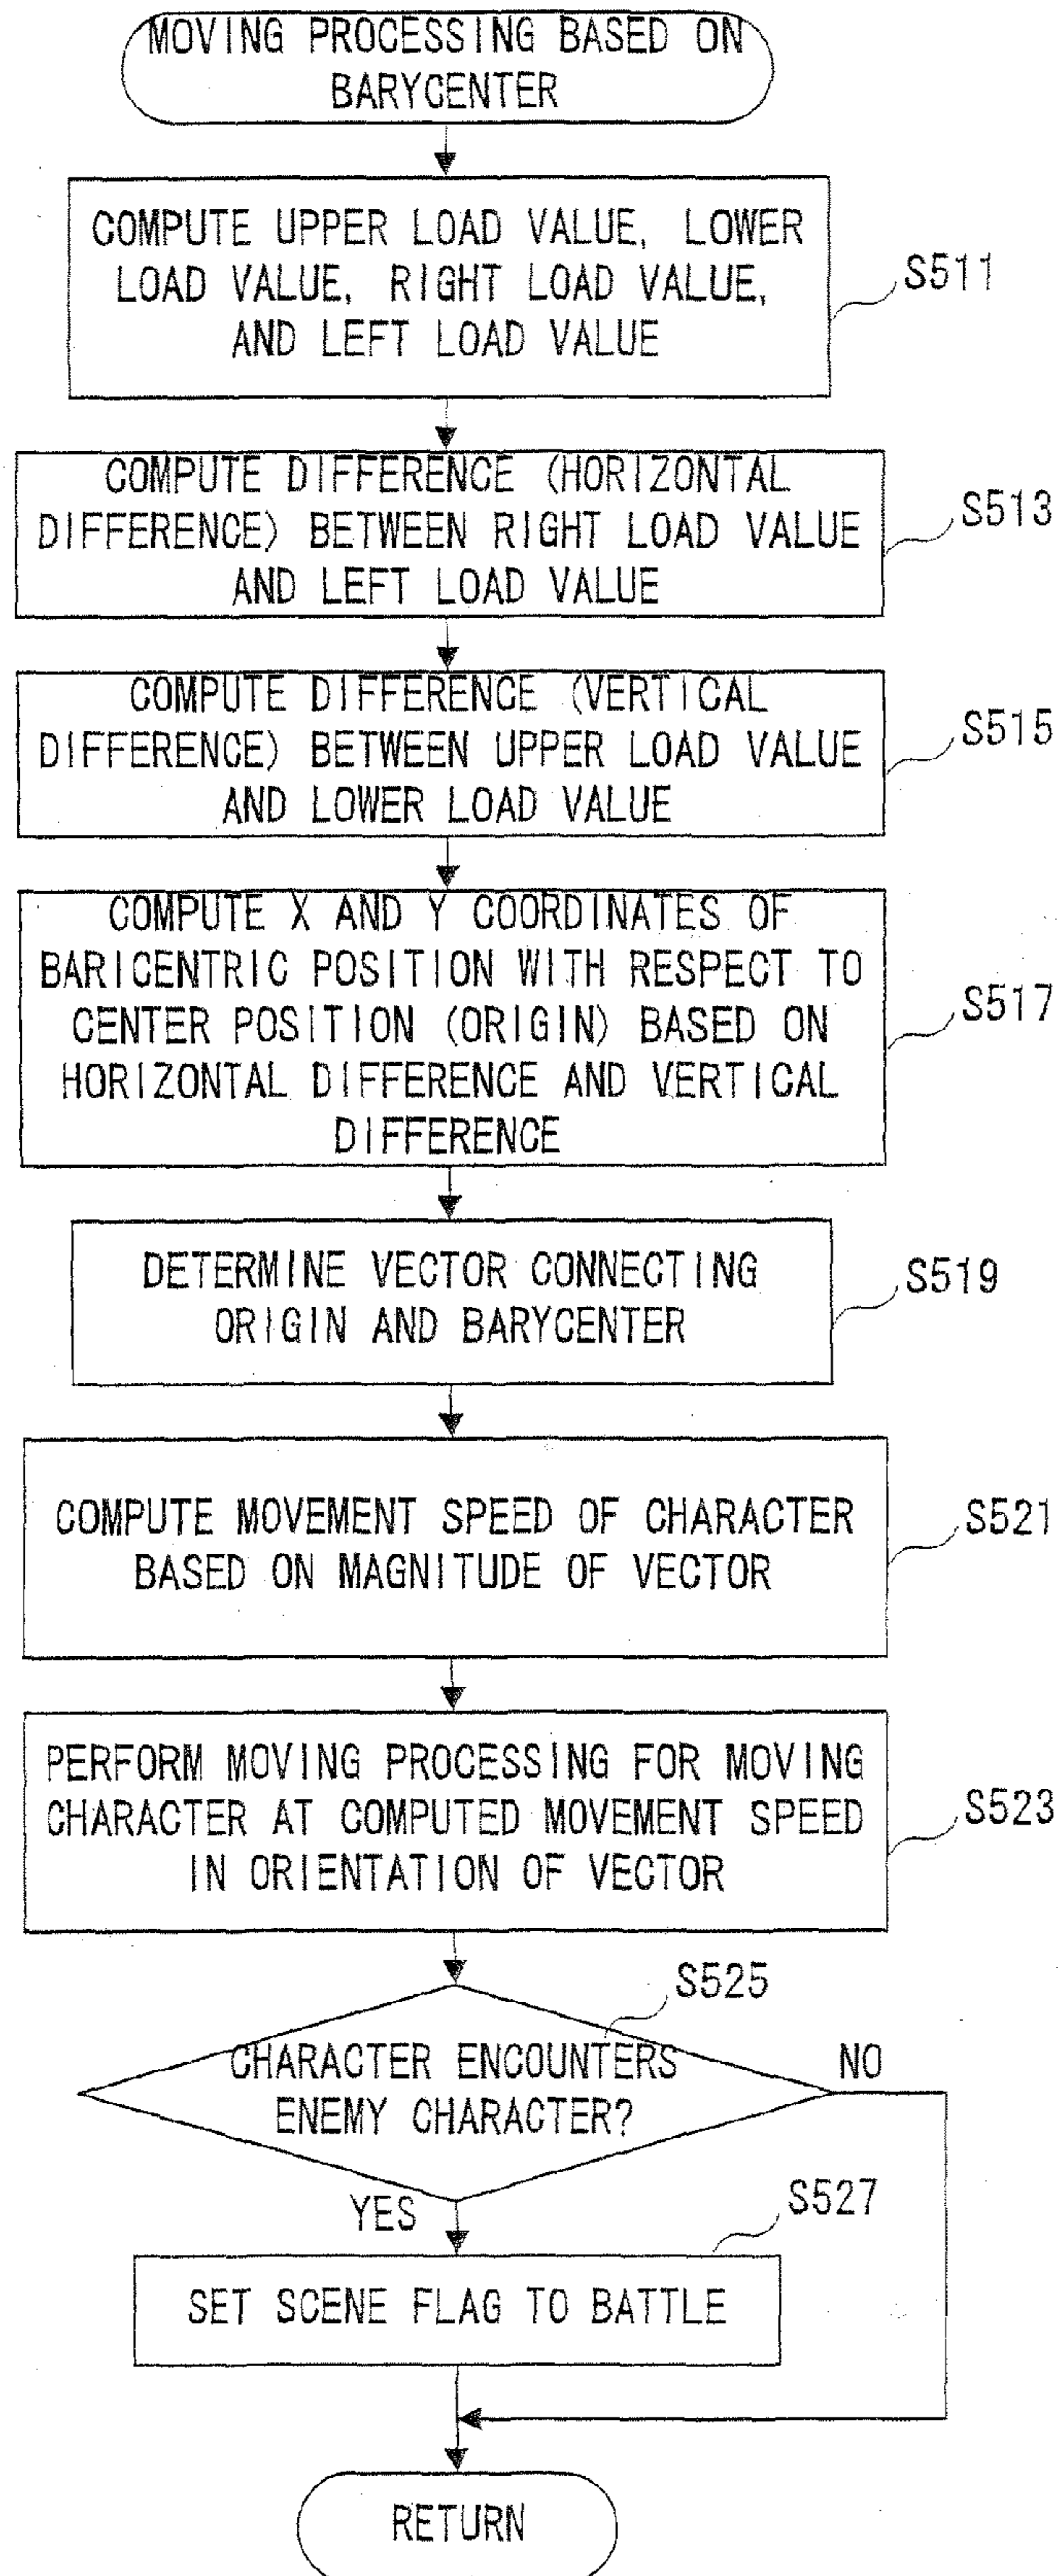 MOVING PROCESSING BASED ON
BARYCENTER
COMPUTE UPPER LOAD VALUE, LOWER
LOAD VALUE, RIGHT LOAD VALUE,
AND LEFT LOAD VALUE
S511
COMPUTE DIFFERENCE (HORIZONTAL
DIFFERENCE) BETWEEN RIGHT LOAD VALUE
AND LEFT LOAD VALUE
S513
COMPUTE DIFFERENCE (VERTICAL
DIFFERENCE) BETWEEN UPPER LOAD VALUE
AND LOWER LOAD VALUE
S515
COMPUTE X AND Y COORDINATES OF
BARICENTRIC POSITION WITH RESPECT TO
CENTER POSITION (ORIGIN) BASED ON
HORIZONTAL DIFFERENCE AND VERTICAL
DIFFERENCE
S517
DETERMINE VECTOR CONNECTING
ORIGIN AND BARYCENTER
S519
COMPUTE MOVEMENT SPEED OF CHARACTER
BASED ON MAGNITUDE OF VECTOR
S521
PERFORM MOVING PROCESSING FOR MOVING
CHARACTER AT COMPUTED MOVEMENT SPEED
IN ORIENTATION OF VECTOR
S523
S525
CHARACTER ENCOUNTERS
ENEMY CHARACTER?
NO
YES
S527
SET SCENE FLAG TO BATTLE
RETURN